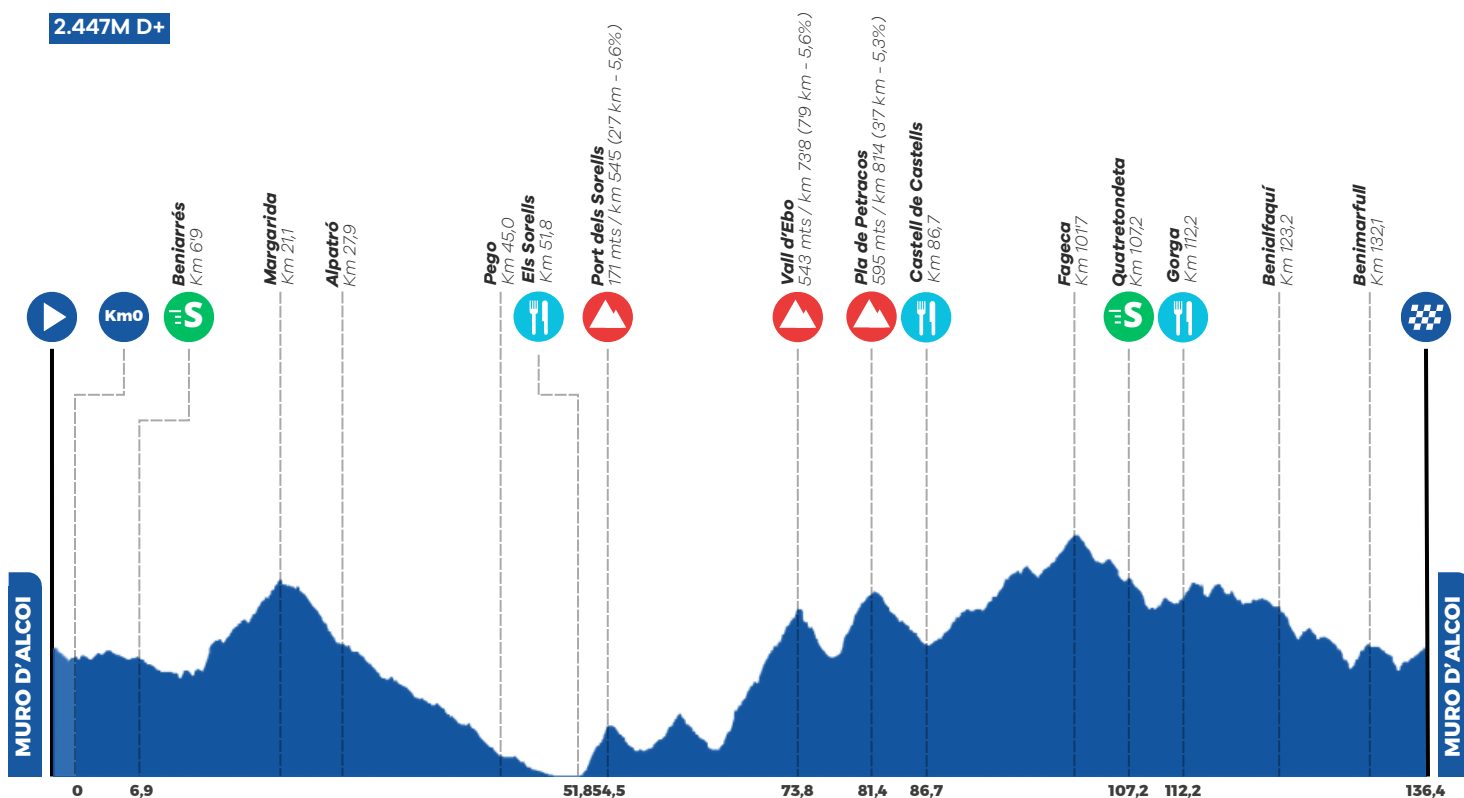 2.447M D+
Km0
Beniarrés
Km 6'9
S
Margarida
Km 21,1
Alpatró
Km 27,9
Pego
Km 45,0
Els Sorells
Km 51,8
Port dels Sorells
171 mts / km 54'5 (2'7 km - 5,6%)
Vall d'Ebo
543 mts / km 73'8 (7'9 km - 5,6%)
Pla de Petracos
595 mts / km 81'4 (3'7 km - 5,3%)
Castell de Castells
Km 86,7
Fageca
Km 101'7
Quatretondeta
Km 107,2
S
Gorga
Km 112,2
Benialfaquí
Km 123,2
Benimarfull
Km 132,1
MURO D'ALCOI
MURO D'ALCOI
0 6,9 51,854,5 73,8 81,4 86,7 107,2 112,2 136,4